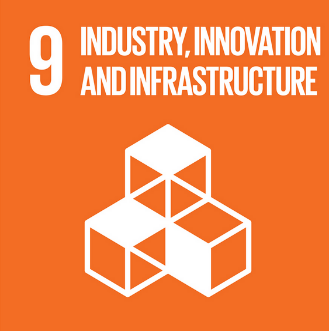 9 INDUSTRY, INNOVATION
AND INFRASTRUCTURE